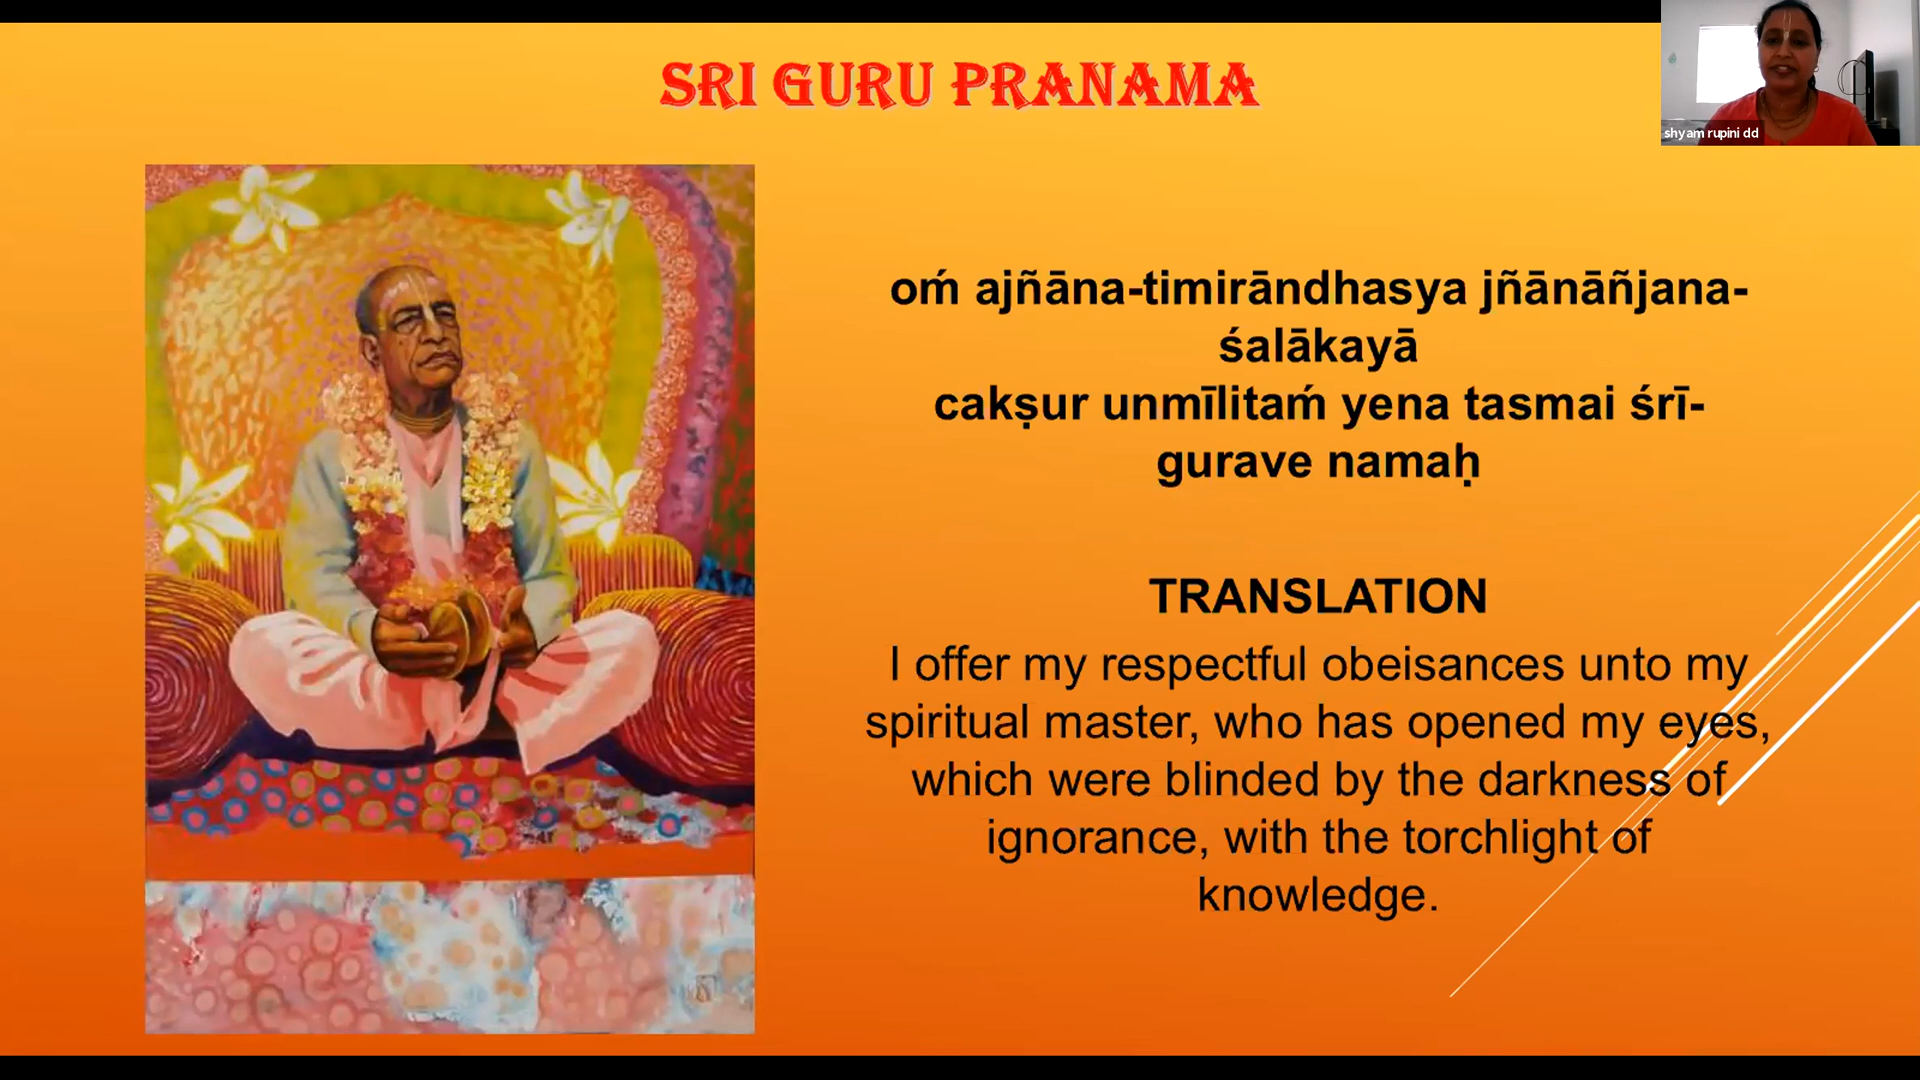 SRI GURU PRANAMA
shyam rupini dd
oḿ ajñāna-timirāndhasya jñānāñjana-
śalākayā
cakṣur unmīlitaḿ yena tasmai śrī-
gurave namaḥ
TRANSLATION
I offer my respectful obeisances unto my
spiritual master, who has opened my eyes,
which were blinded by the darkness of
ignorance, with the torchlight of
knowledge.